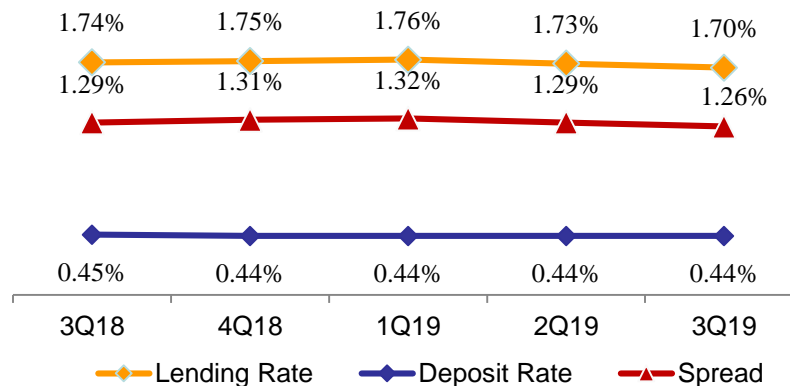 1.74% 1.75% 1.76% 1.73% 1.70%
1.29% 1.31% 1.32% 1.29% 1.26%
0.45% 0.44% 0.44% 0.44% 0.44%
3Q18 4Q18 1Q19 2Q19 3Q19
Lending Rate Deposit Rate Spread